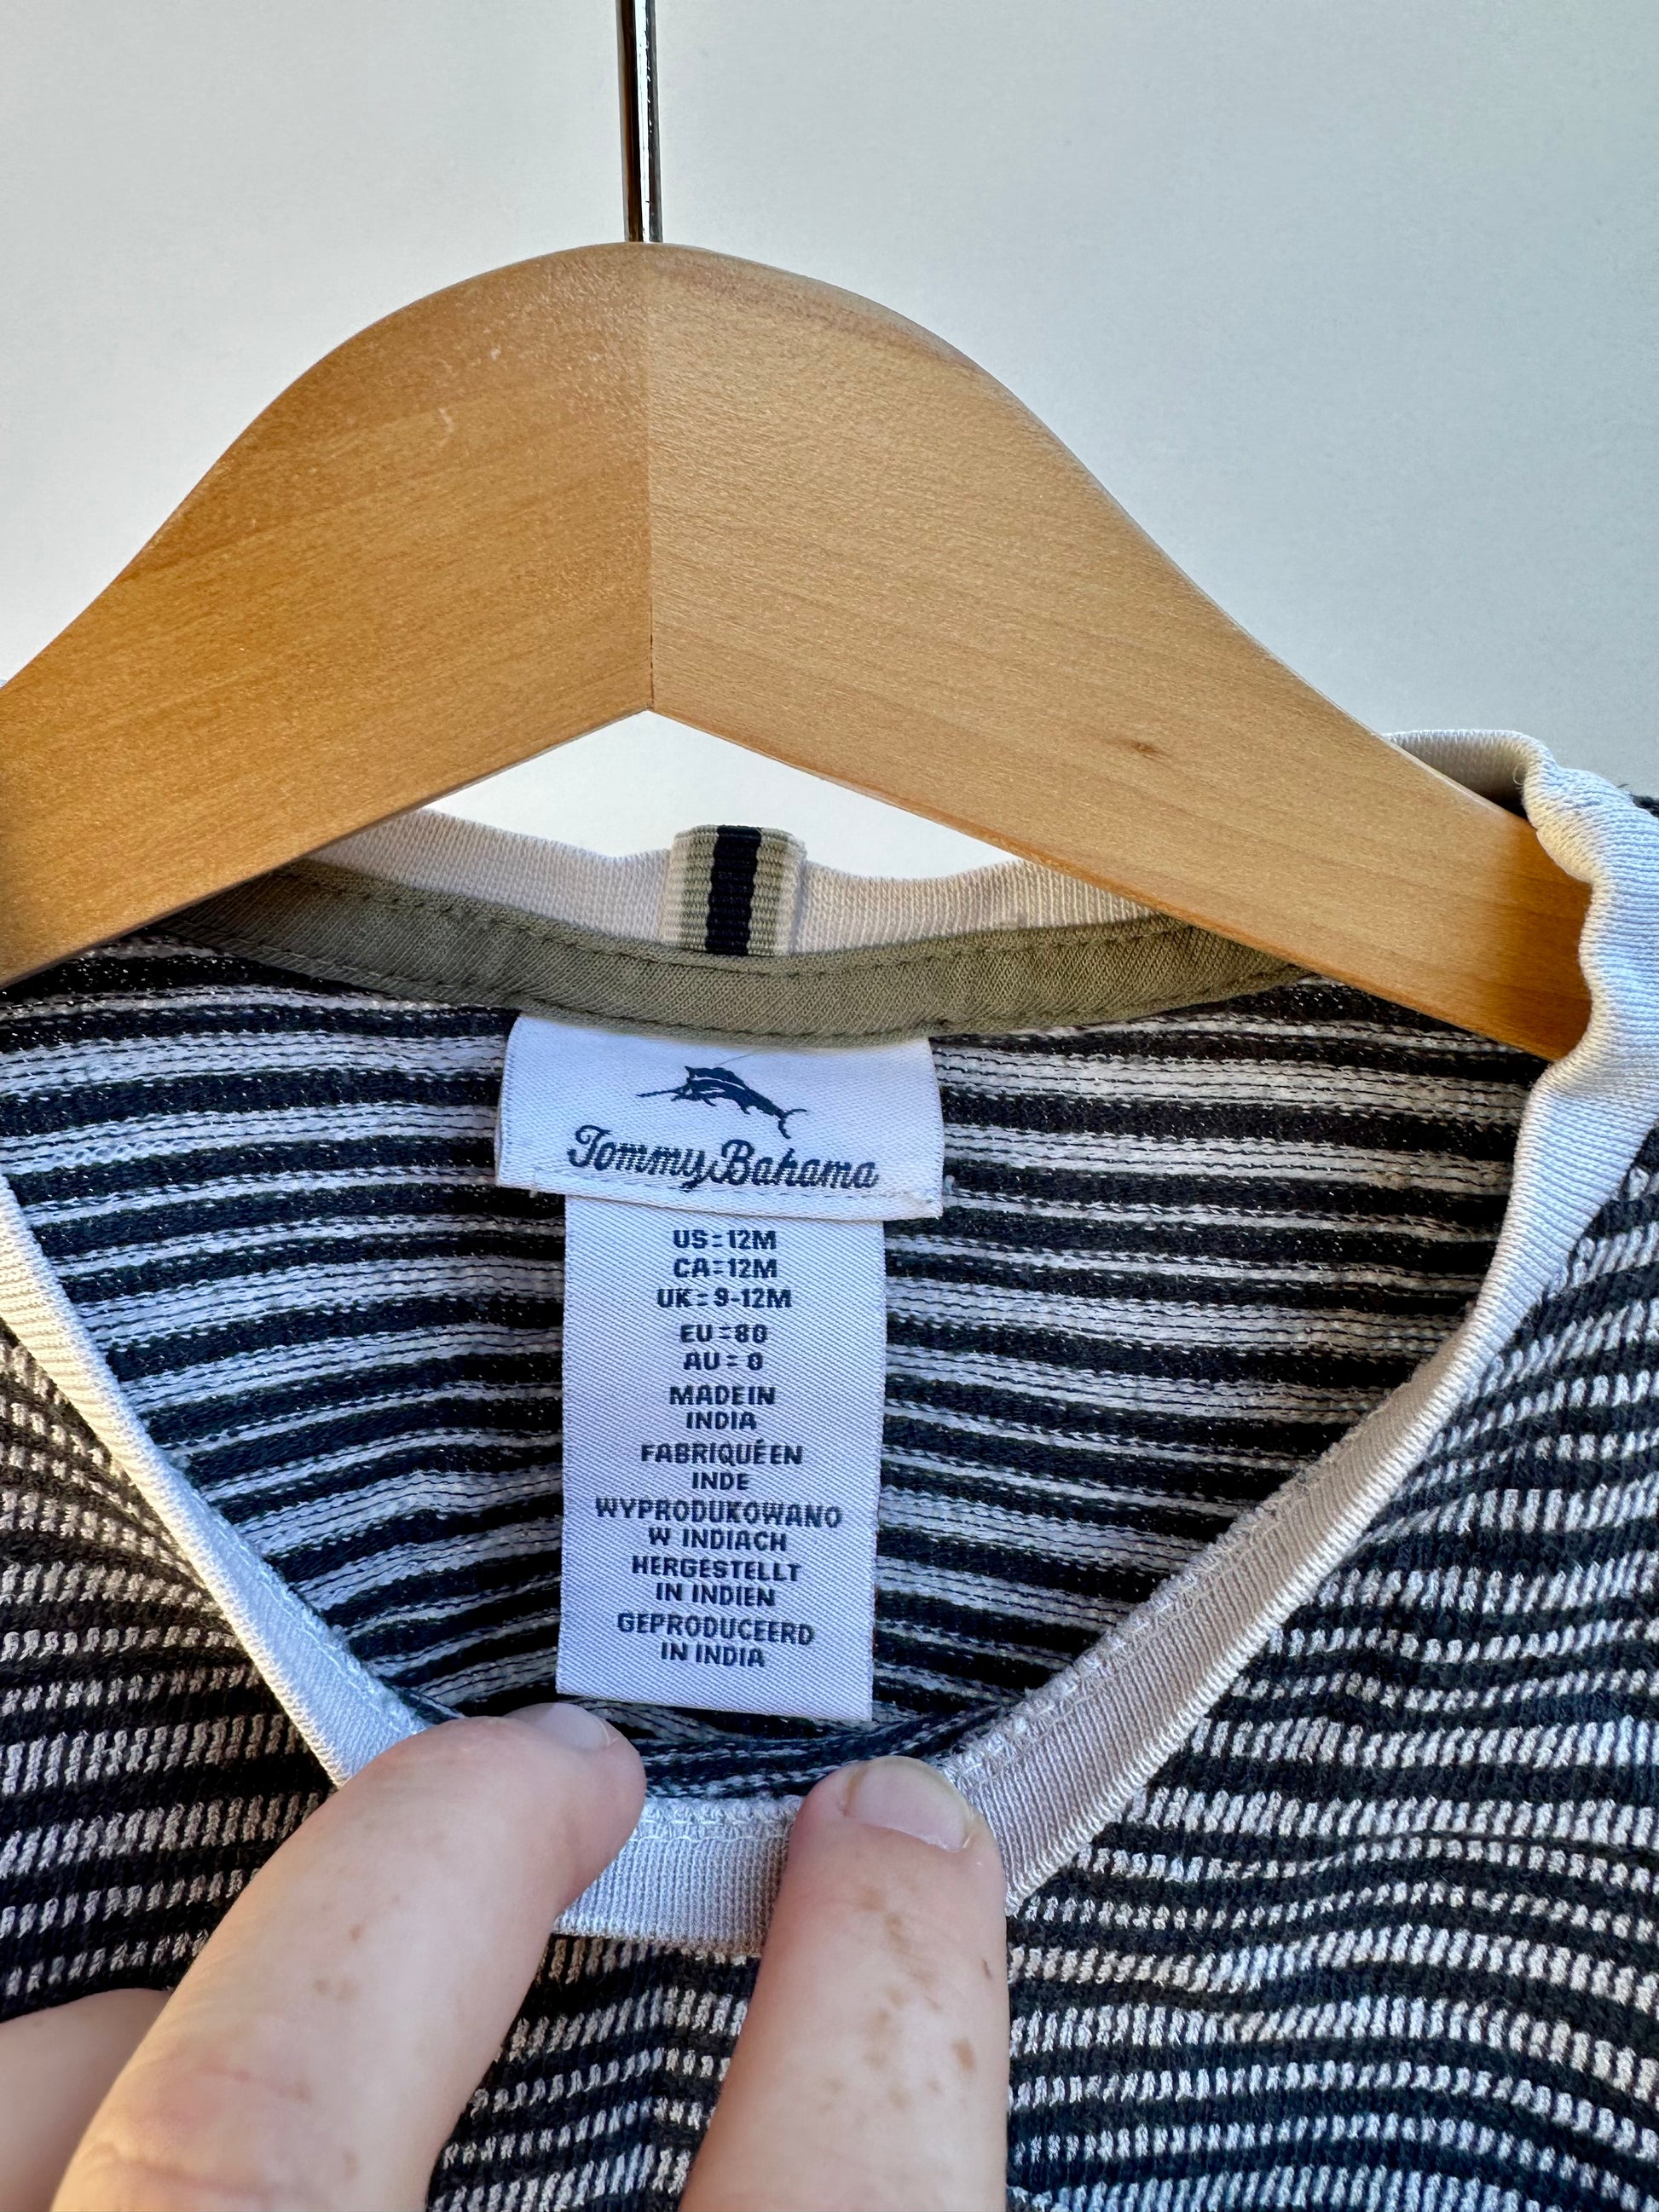 Tommy Bahama
US=12M
CA=12M
UK=9-12M
EU=80
AU=0
MADE IN
INDIA
FABRIQUÉ EN
INDE
WYPRODUKOWANO
W INDIACH
HERGESTELLT
IN INDIEN
GEPRODUCEERD
IN INDIA